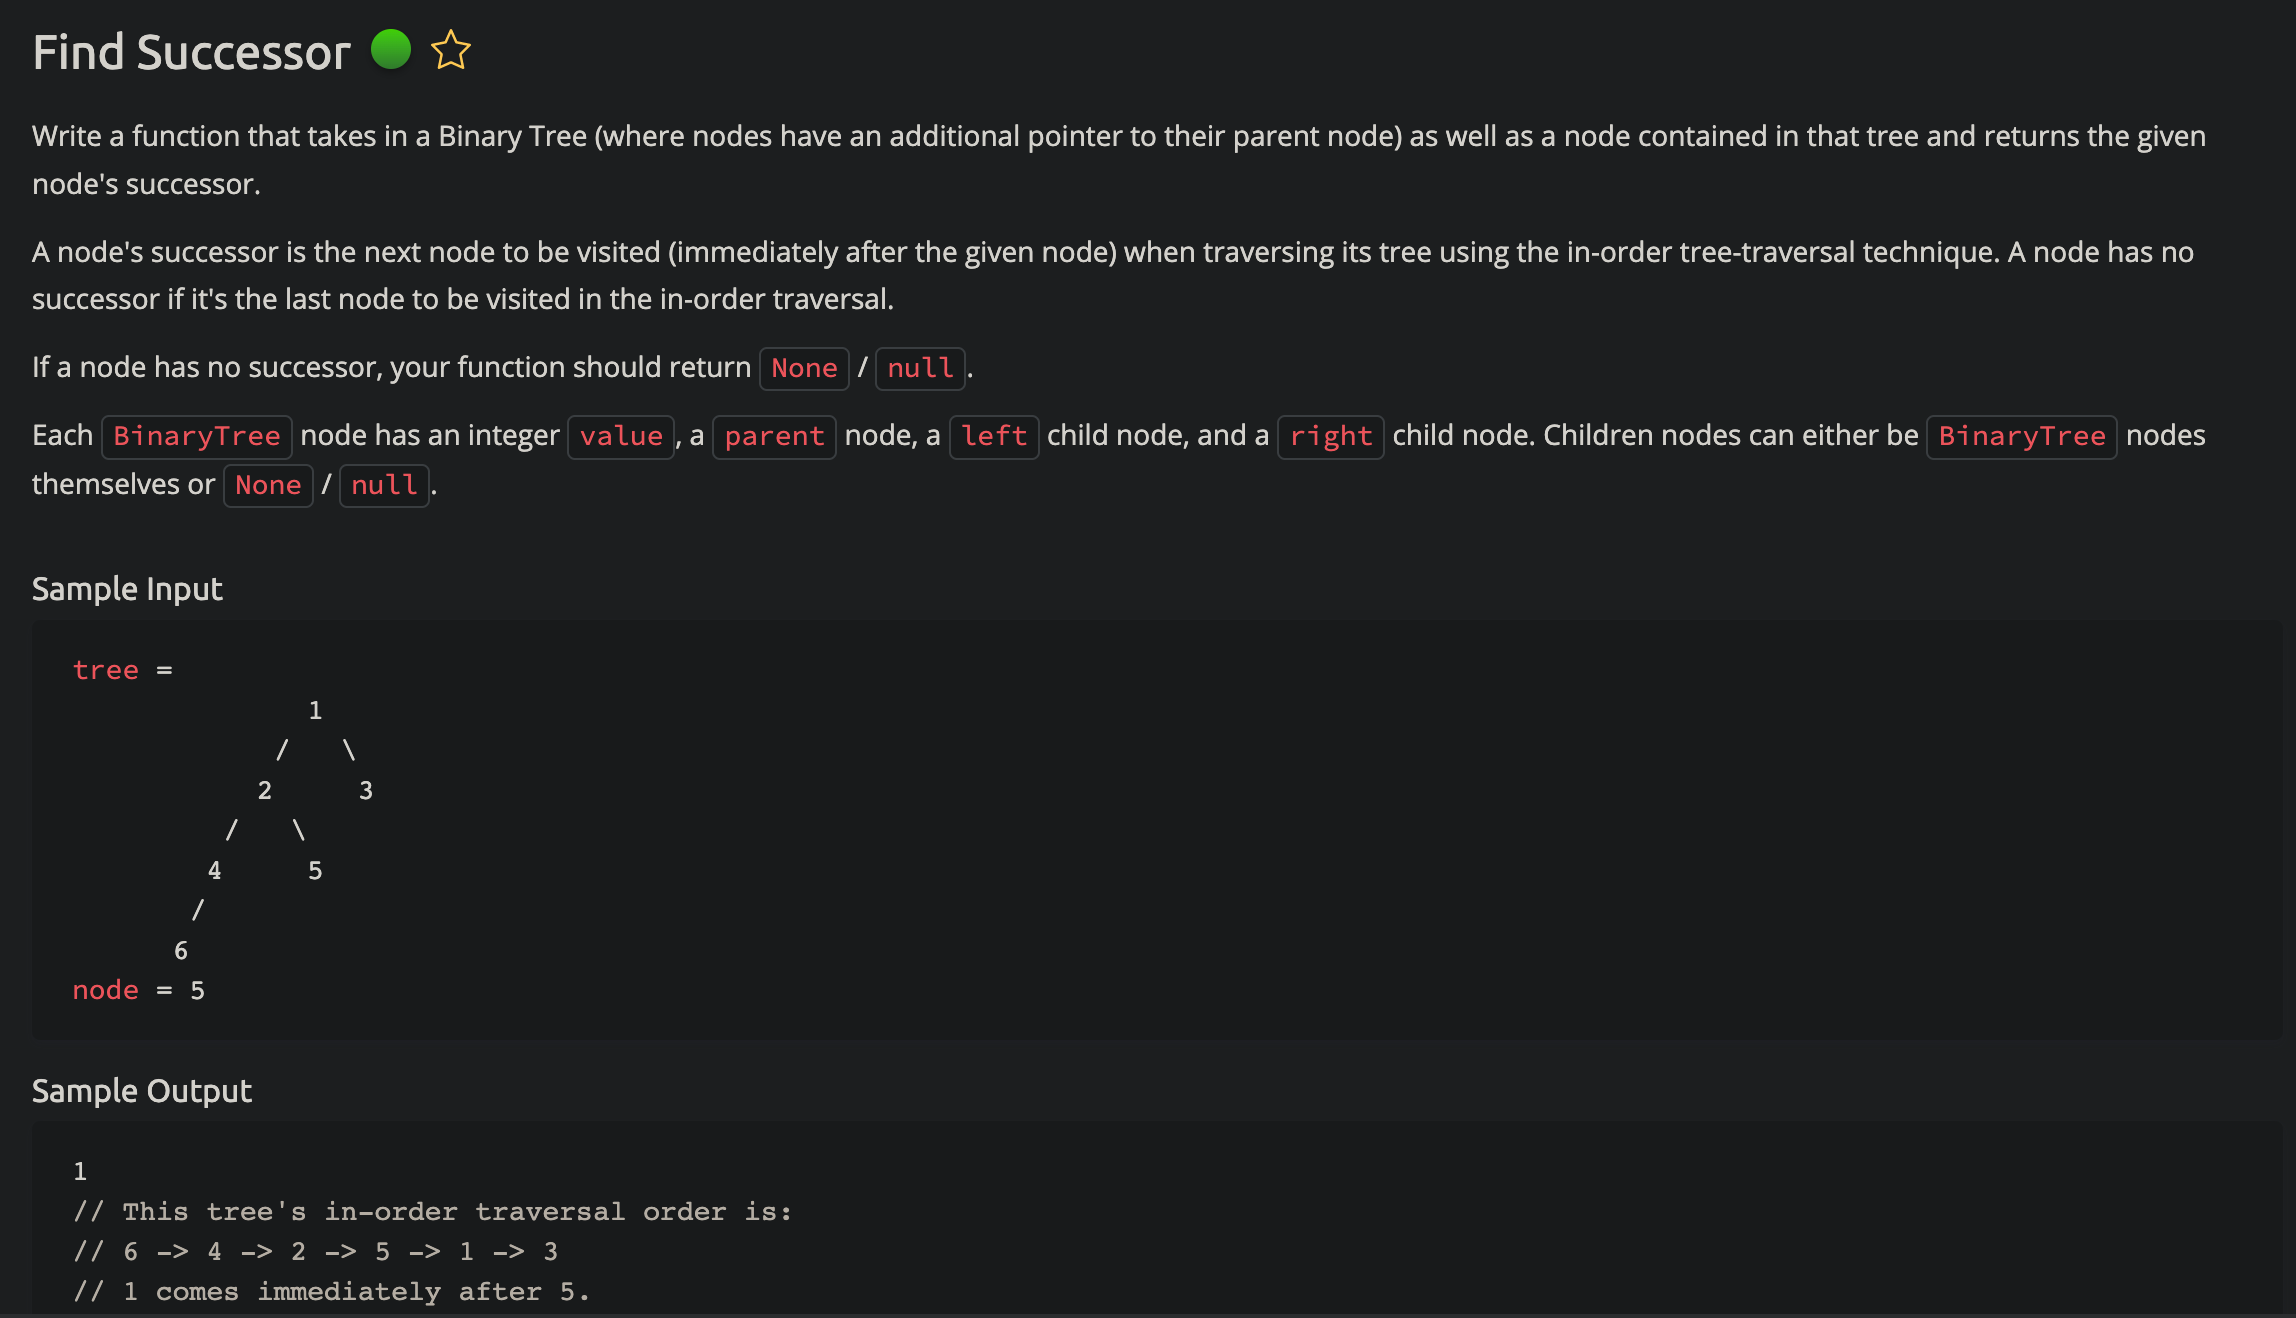 Find Successor
Write a function that takes in a Binary Tree (where nodes have an additional pointer to their parent node) as well as a node contained in that tree and returns the given
node's successor.
A node's successor is the next node to be visited (immediately after the given node) when traversing its tree using the in-order tree-traversal technique. A node has no
successor if it's the last node to be visited in the in-order traversal.
If a node has no successor, your function should return None / null.
Each BinaryTree node has an integer value, a parent node, a left child node, and a right child node. Children nodes can either be BinaryTree nodes
themselves or None / null.
Sample Input
tree =
1
/ \
2 3
/ \
4 5
/
6
node = 5
Sample Output
1
// This tree's in-order traversal order is:
// 6 -> 4 -> 2 -> 5 -> 1 -> 3
// 1 comes immediately after 5.